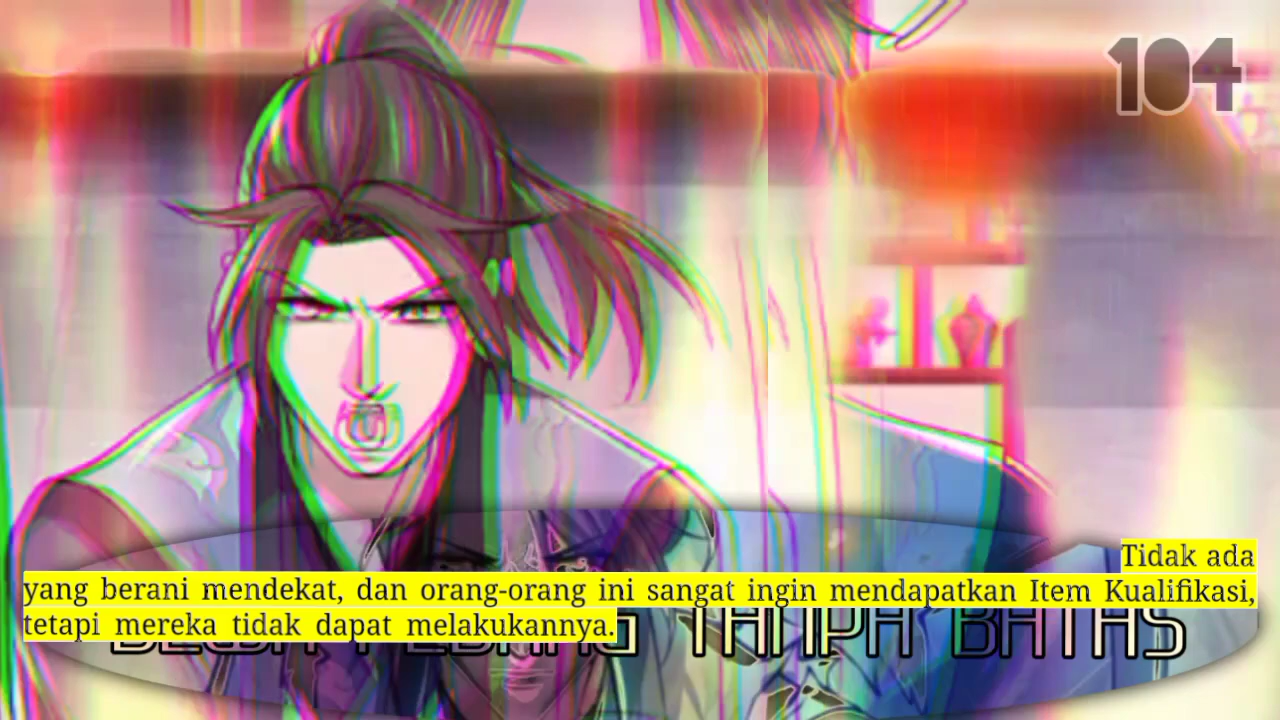 104
Tidak ada
yang berani mendekat, dan orang-orang ini sangat ingin mendapatkan Item Kualifikasi,
tetapi mereka tidak dapat melakukannya.
TANPA BATAS